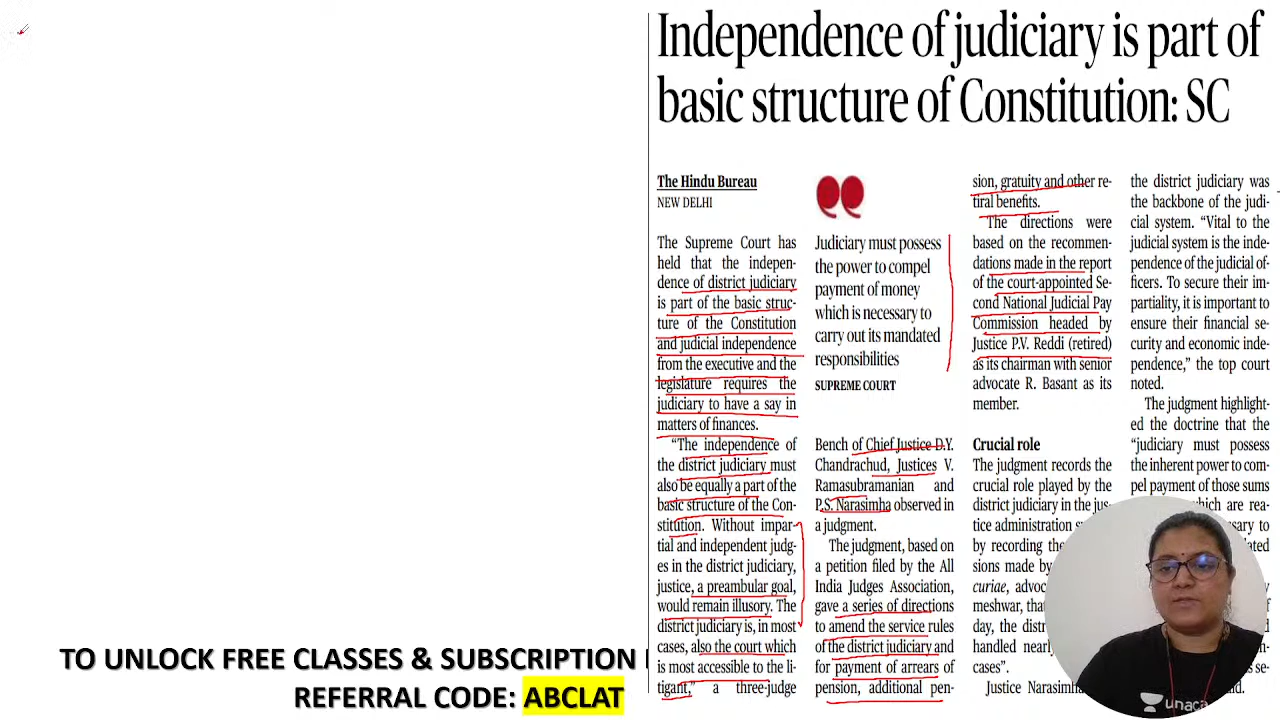 Independence of judiciary is part of
basic structure of Constitution: SC
The Hindu Bureau
NEW DELHI
The Supreme Court has
held that the indepen-
dence of district judiciary
is part of the basic struc-
ture of the Constitution
and judicial independence
from the executive and the
legislature requires the
judiciary to have a say in
matters of finances.
“The independence of
the district judiciary must
also be equally a part of the
basic structure of the Con-
stitution. Without impar-
tial and independent judg-
es in the district judiciary,
justice, a preambular goal,
would remain illusory. The
district judiciary is, in most
cases, also the court which
is most accessible to the li-
tigant,” a three-judge
Judiciary must possess
the power to compel
payment of money
which is necessary to
carry out its mandated
responsibilities
SUPREME COURT
Bench of Chief Justice D.Y.
Chandrachud, Justices V.
Ramasubramanian and
P.S. Narasimha observed in
a judgment.
The judgment, based on
a petition filed by the All
India Judges Association,
gave a series of directions
to amend the service rules
of the district judiciary and
for payment of arrears of
pension, additional pen-
sion, gratuity and other re-
tiral benefits.
The directions were
based on the recommen-
dations made in the report
of the court-appointed Se-
cond National Judicial Pay
Commission headed by
Justice P.V. Reddi (retired)
as its chairman with senior
advocate R. Basant as its
member.
Crucial role
The judgment records the
crucial role played by the
district judiciary in the jus-
tice administration
by recording the
sions made by
curiae, advoc
meshwar, tha
day, the distr
handled nearly
cases”.
Justice Narasimh
the district judiciary was
the backbone of the judi-
cial system. “Vital to the
judicial system is the inde-
pendence of the judicial of-
ficers. To secure their im-
partiality, it is important to
ensure their financial se-
curity and economic inde-
pendence,” the top court
noted.
The judgment highlight-
ed the doctrine that the
“judiciary must possess
the inherent power to com-
pel payment of those sums
which are rea-
TO UNLOCK FREE CLASSES & SUBSCRIPTION
REFERRAL CODE: ABCLAT